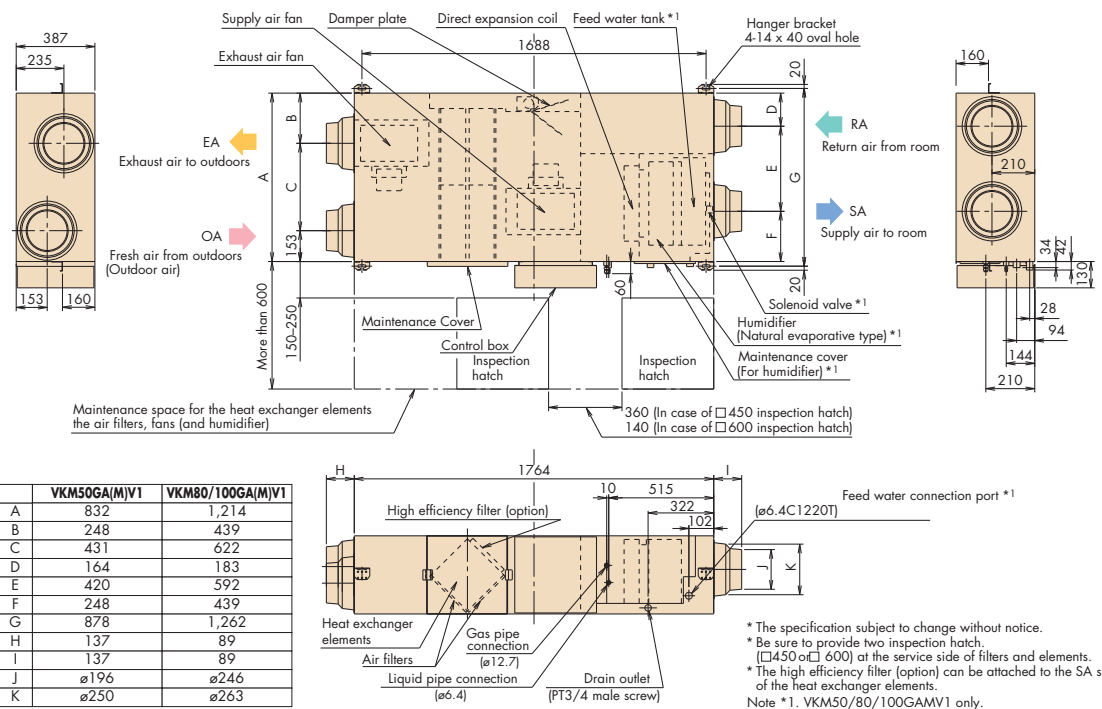 Supply air fan
Damper plate
Direct expansion coil
Feed water tank *1
Hanger bracket
4-14 x 40 oval hole
387
235
Exhaust air fan
1688
20
160
EA
Exhaust air to outdoors
A
B
C
153
D
E
F
G
RA
Return air from room
210
OA
Fresh air from outdoors
(Outdoor air)
SA
Supply air to room
153
160
More than 600
150–250
60
20
34
42
130
28
94
144
210
Maintenance Cover
Control box
Inspection
hatch
Inspection
hatch
Solenoid valve *1
Humidifier
(Natural evaporative type) *1
Maintenance cover
(For humidifier) *1
Maintenance space for the heat exchanger elements
the air filters, fans (and humidifier)
360 (In case of □ 450 inspection hatch)
140 (In case of □ 600 inspection hatch)
VKM50GA(M)V1 VKM80/100GA(M)V1
A 832 1,214
B 248 439
C 431 622
D 164 183
E 420 592
F 248 439
G 878 1,262
H 137 89
I 137 89
J ø196 ø246
K ø250 ø263
H
1764
I
10
515
322
102
Feed water connection port *1
(ø6.4C1220T)
High efficiency filter (option)
J
K
Heat exchanger
elements
Air filters
Gas pipe
connection
(ø12.7)
Liquid pipe connection
(ø6.4)
Drain outlet
(PT3/4 male screw)
* The specification subject to change without notice.
* Be sure to provide two inspection hatch.
(□450 or□ 600) at the service side of filters and elements.
* The high efficiency filter (option) can be attached to the SA s
of the heat exchanger elements.
Note *1. VKM50/80/100GAMV1 only.